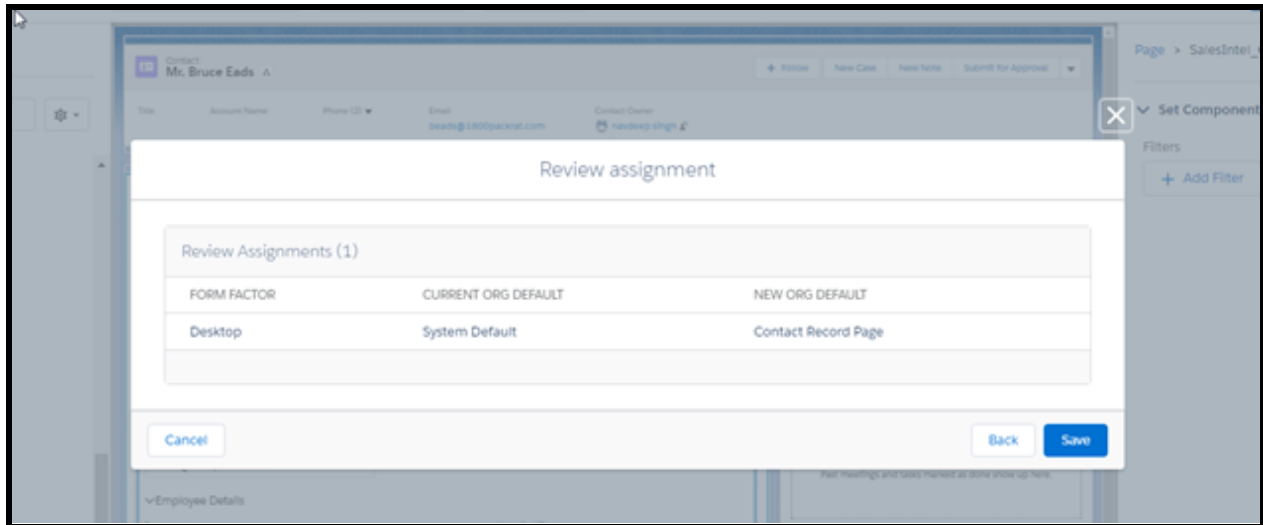 Contact
Page > SalesIntel_
Mr. Bruce Eads
+ Follow New Case New Note Submit for Approval
Title Account Name Phone (2) Email Contact Owner
beads@1800packrat.com navdeep singh
Set Component
Filters
+ Add Filter
Review assignment
Review Assignments (1)
FORM FACTOR CURRENT ORG DEFAULT NEW ORG DEFAULT
Desktop System Default Contact Record Page
Cancel Back Save
Past meetings and tasks marked as done show up here.
Employee Details